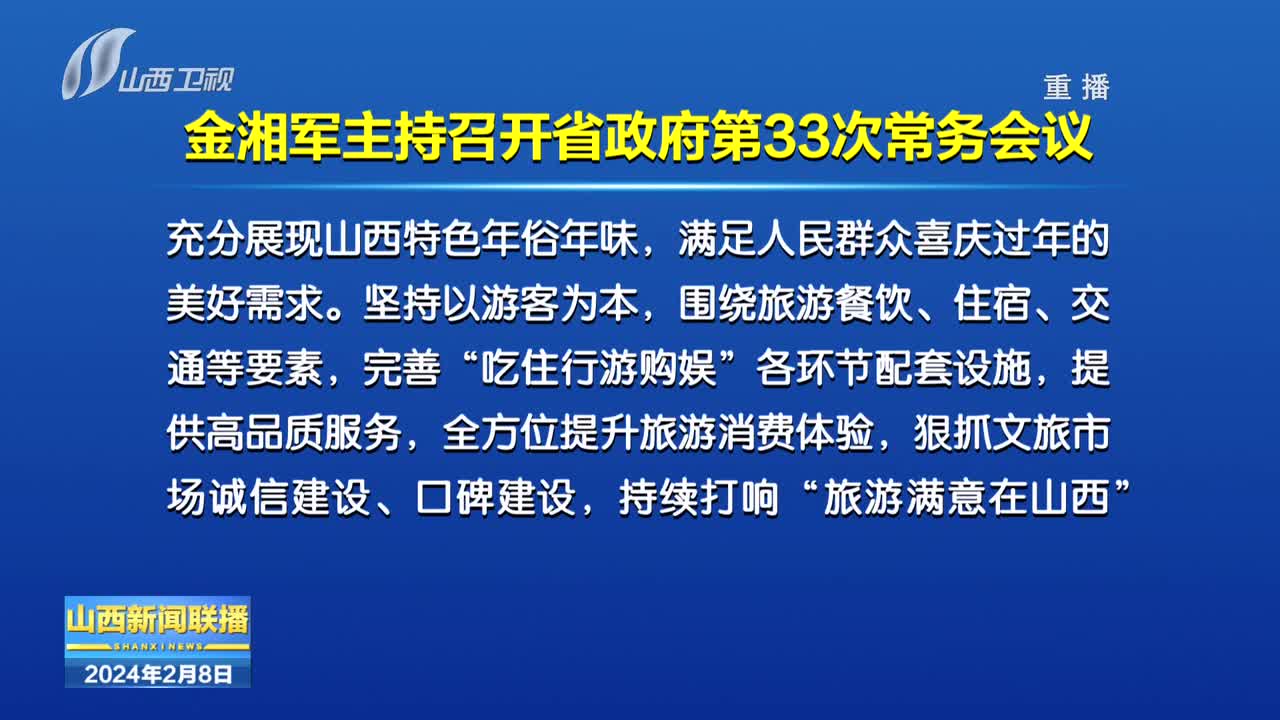 山西卫视
重播
金湘军主持召开省政府第33次常务会议
充分展现山西特色年俗年味，满足人民群众喜庆过年的
美好需求。坚持以游客为本，围绕旅游餐饮、住宿、交
通等要素，完善“吃住行游购娱”各环节配套设施，提
供高品质服务，全方位提升旅游消费体验，狠抓文旅市
场诚信建设、口碑建设，持续打响“旅游满意在山西”
山西新闻联播
SHANXI NEWS
2024年2月8日